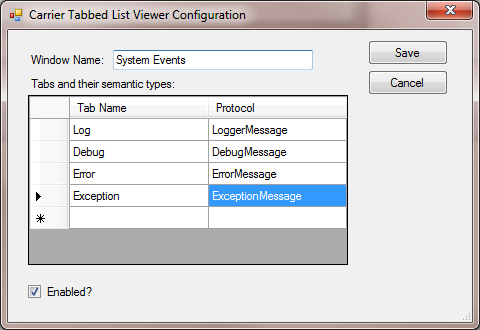 Carrier Tabbed List Viewer Configuration
Window Name: System Events
Save
Tabs and their semantic types:
Cancel
Tab Name Protocol
Log LoggerMessage
Debug DebugMessage
Error ErrorMessage
Exception ExceptionMessage
Enabled?